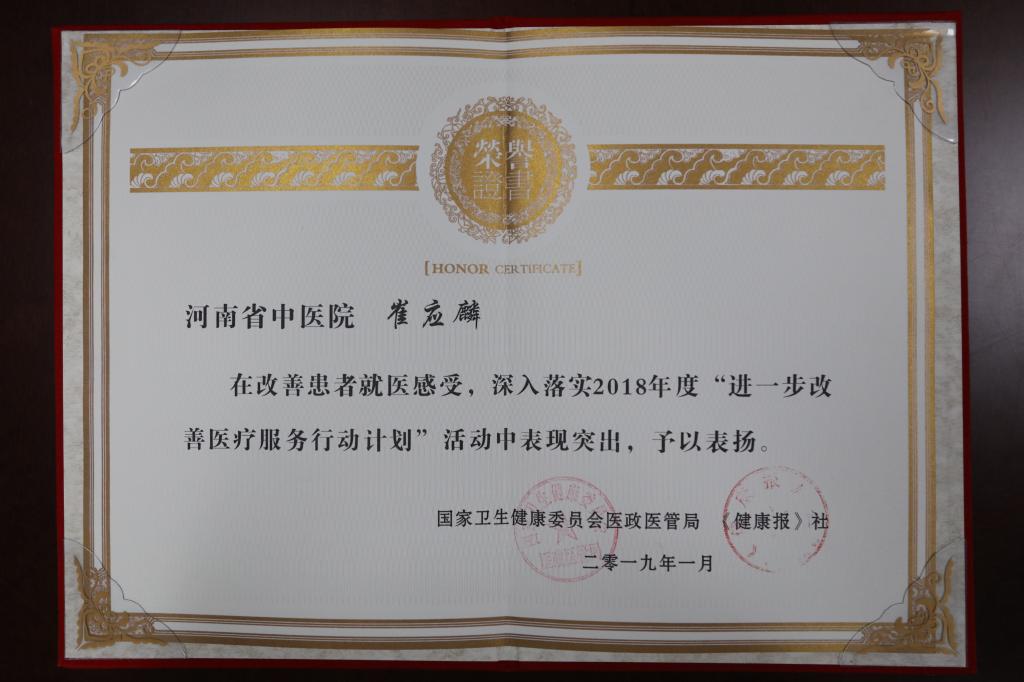 榮譽
證書
[HONOR CERTIFICATE]
河南省中医院 崔应麟
在改善患者就医感受，深入落实2018年度“进一步改
善医疗服务行动计划”活动中表现突出，予以表扬。
国家卫生健康委员会医政医管局 《健康报》社
二零一九年一月